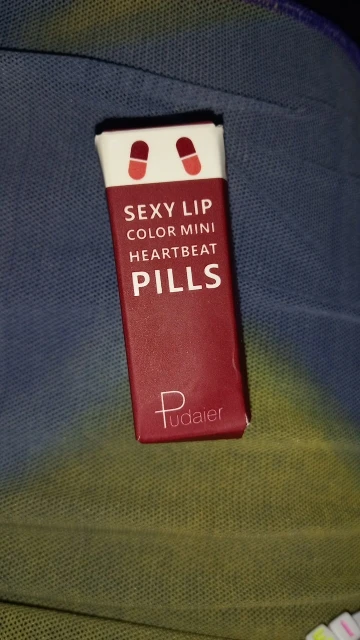 SEXY LIP
COLOR MINI
HEARTBEAT
PILLS
Pudaier